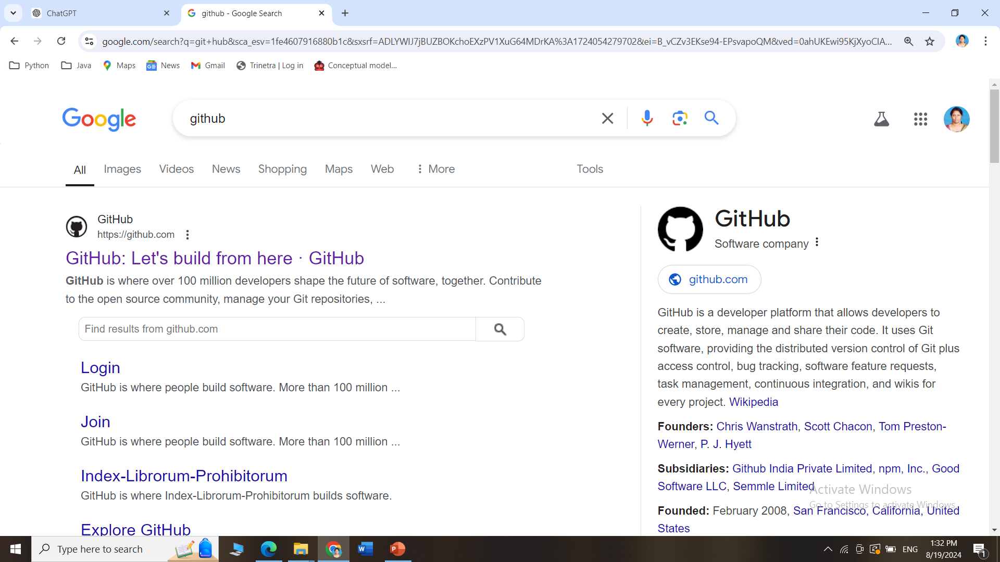 ChatGPT
github - Google Search
google.com/search?q=git+hub&sca_esv=1fe4607916880b1c&sxsrf=ADLYWIJ7jBUZBOKchoEXzPV1XuG64MDrKA%3A1724054279702&ei=B_vCZv3EKse94-EPsvapoQM&ved=0ahUKEwi95KjXyoCIA...
Python
Java
Maps
News
Gmail
Trinetra | Log in
Conceptual model...
Google
github
All
Images
Videos
News
Shopping
Maps
Web
More
Tools
GitHub
https://github.com
GitHub: Let's build from here · GitHub
GitHub is where over 100 million developers shape the future of software, together. Contribute
to the open source community, manage your Git repositories, ...
Find results from github.com
Login
GitHub is where people build software. More than 100 million ...
Join
GitHub is where people build software. More than 100 million ...
Index-Librorum-Prohibitorum
GitHub is where Index-Librorum-Prohibitorum builds software.
Explore GitHub
GitHub
Software company
github.com
GitHub is a developer platform that allows developers to
create, store, manage and share their code. It uses Git
software, providing the distributed version control of Git plus
access control, bug tracking, software feature requests,
task management, continuous integration, and wikis for
every project. Wikipedia
Founders: Chris Wanstrath, Scott Chacon, Tom Preston-
Werner, P. J. Hyett
Subsidiaries: Github India Private Limited, npm, Inc., Good
Software LLC, Semmle Limited
Activate Windows
Go to Settings to activate Windows.
Founded: February 2008, San Francisco, California, United
States
Type here to search
ENG
1:32 PM
8/19/2024
1